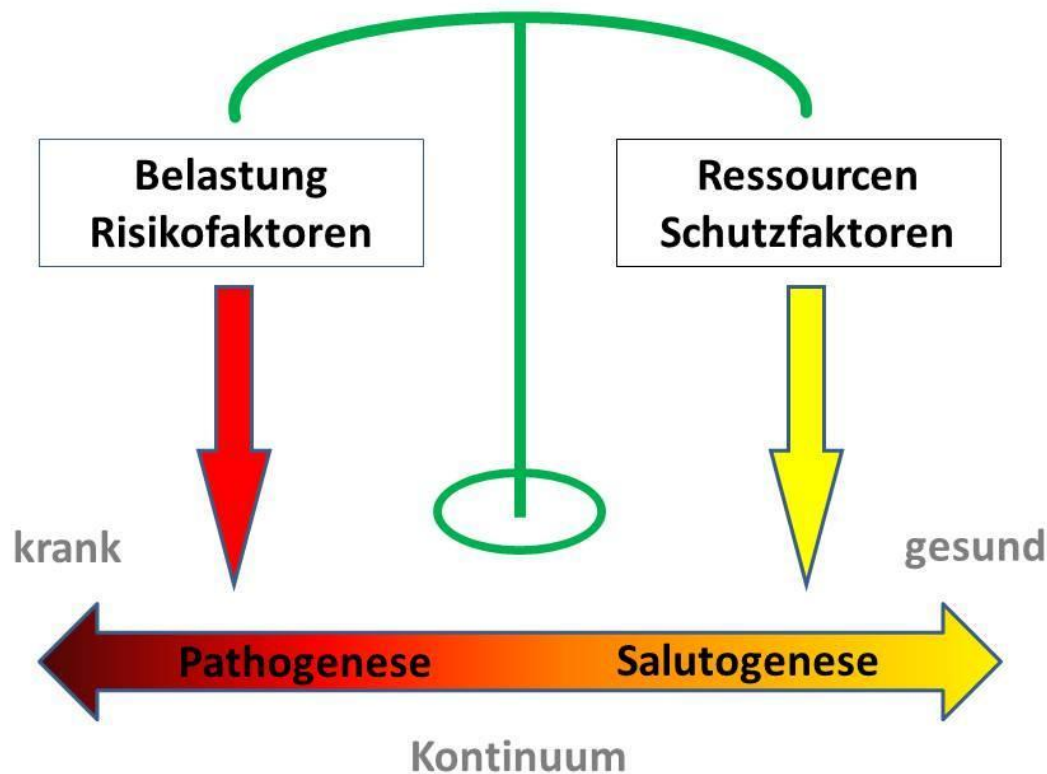 Belastung
Risikofaktoren
Ressourcen
Schutzfaktoren
krank
gesund
Pathogenese
Salutogenese
Kontinuum